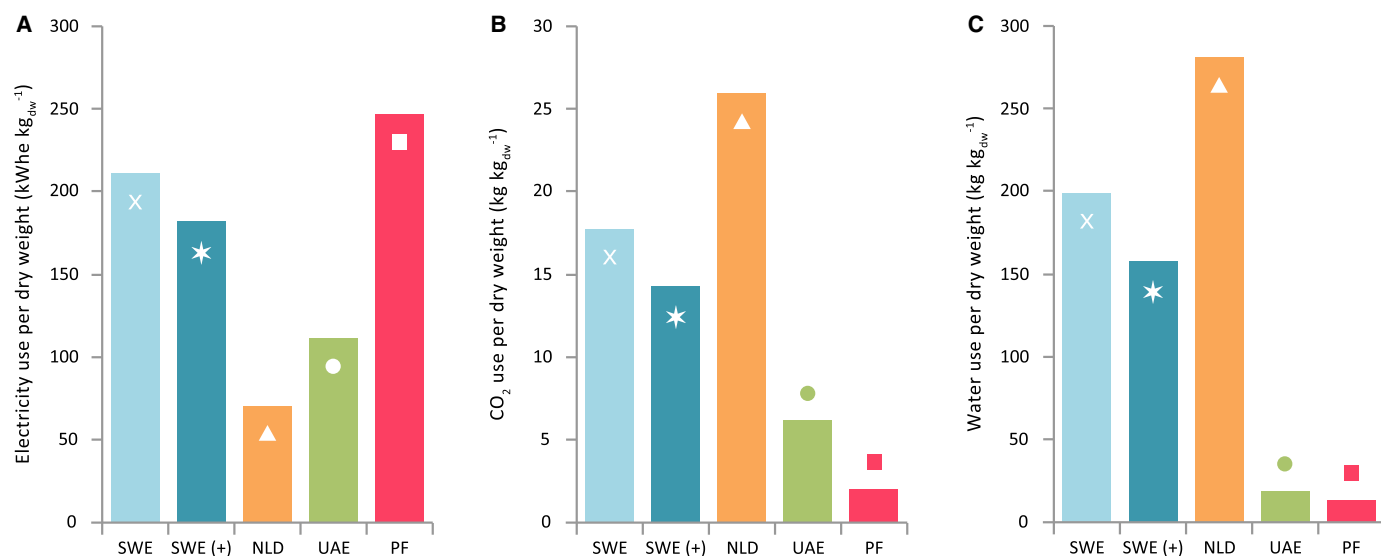 A
Electricity use per dry weight (kWhe kg_dw^-1)
300
250
200
150
100
50
0
SWE SWE (+) NLD UAE PF
B
CO₂ use per dry weight (kg kg_dw^-1)
30
25
20
15
10
5
0
SWE SWE (+) NLD UAE PF
C
Water use per dry weight (kg kg_dw^-1)
300
250
200
150
100
50
0
SWE SWE (+) NLD UAE PF